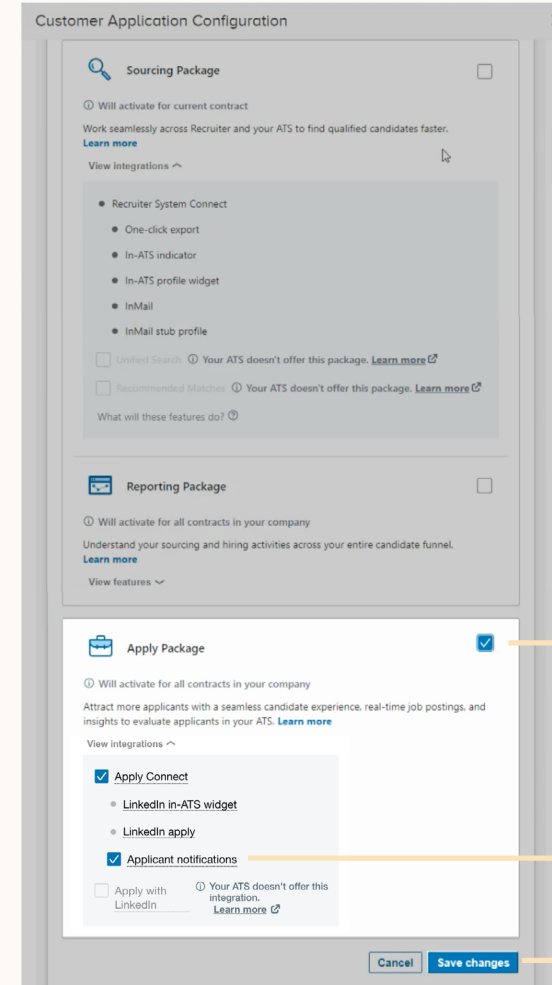 Customer Application Configuration
Sourcing Package
Will activate for current contract
Work seamlessly across Recruiter and your ATS to find qualified candidates faster.
Learn more
View integrations
Recruiter System Connect
One-click export
In-ATS indicator
In-ATS profile widget
InMail
InMail stub profile
Unified Search Your ATS doesn't offer this package. Learn more
Recommended Matches Your ATS doesn't offer this package. Learn more
What will these features do?
Reporting Package
Will activate for all contracts in your company
Understand your sourcing and hiring activities across your entire candidate funnel.
Learn more
View features
Apply Package
Will activate for all contracts in your company
Attract more applicants with a seamless candidate experience, real-time job postings, and
insights to evaluate applicants in your ATS. Learn more
View integrations
Apply Connect
LinkedIn in-ATS widget
LinkedIn apply
Applicant notifications
Apply with
LinkedIn
Your ATS doesn't offer this
integration.
Learn more
Cancel
Save changes